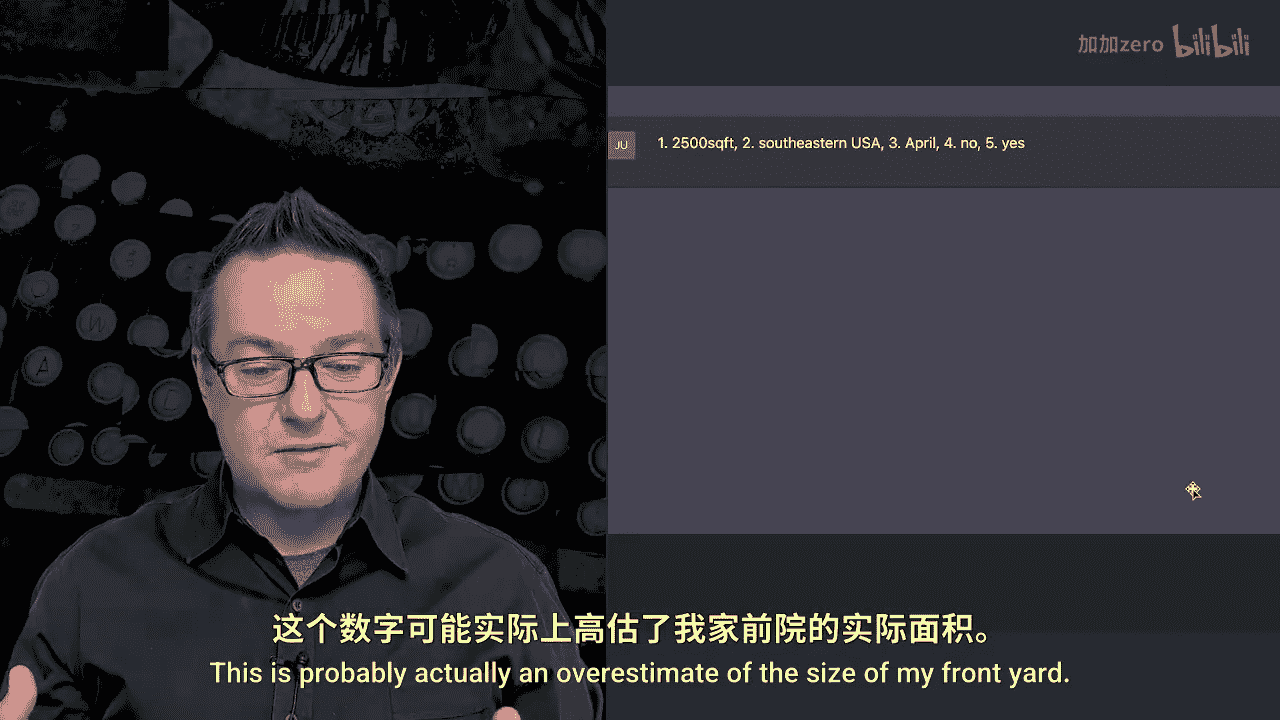 加加zero bilibili
JU 1. 2500sqft, 2. southeastern USA, 3. April, 4. no, 5. yes
W
A
这个数字可能实际上高估了我家前院的实际面积。
This is probably actually an overestimate of the size of my front yard.